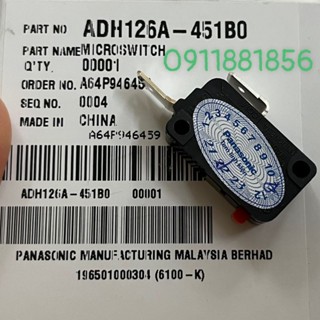 PART NO ADH126A-451B0
PART NAME MICROSWITCH
Q'TY. 00001
0911881856
ORDER NO. A64P94645
SEQ NO. 0004
MADE IN CHINA
A64P946459
Panasonic
ADH126A-451B0 00001
PANASONIC MANUFACTURING MALAYSIA BERHAD
196501000304 (6100-K)